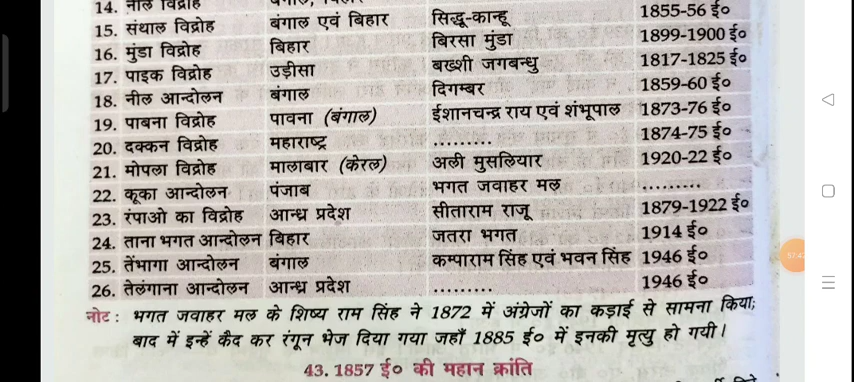 14. नील विद्रोह
15. संथाल विद्रोह बंगाल एवं बिहार सिद्धू-कान्हू 1855-56 ई०
16. मुंडा विद्रोह बिहार बिरसा मुंडा 1899-1900 ई०
17. पाइक विद्रोह उड़ीसा बख्शी जगबन्धु 1817-1825 ई०
18. नील आन्दोलन बंगाल दिगम्बर 1859-60 ई०
19. पाबना विद्रोह पावना (बंगाल) ईशानचन्द्र राय एवं शंभूपाल 1873-76 ई०
20. दक्कन विद्रोह महाराष्ट्र ......... 1874-75 ई०
21. मोपला विद्रोह मालाबार (केरल) अली मुसलियार 1920-22 ई०
22. कूका आन्दोलन पंजाब भगत जवाहर मल .........
23. रंपाओ का विद्रोह आन्ध्र प्रदेश सीताराम राजू 1879-1922 ई०
24. ताना भगत आन्दोलन बिहार जतरा भगत 1914 ई०
25. तेंभागा आन्दोलन बंगाल कम्पाराम सिंह एवं भवन सिंह 1946 ई०
26. तेलंगाना आन्दोलन आन्ध्र प्रदेश ......... 1946 ई०
नोट : भगत जवाहर मल के शिष्य राम सिंह ने 1872 में अंग्रेजों का कड़ाई से सामना किया;
बाद में इन्हें कैद कर रंगून भेज दिया गया जहाँ 1885 ई० में इनकी मृत्यु हो गयी।
43. 1857 ई० की महान क्रांति